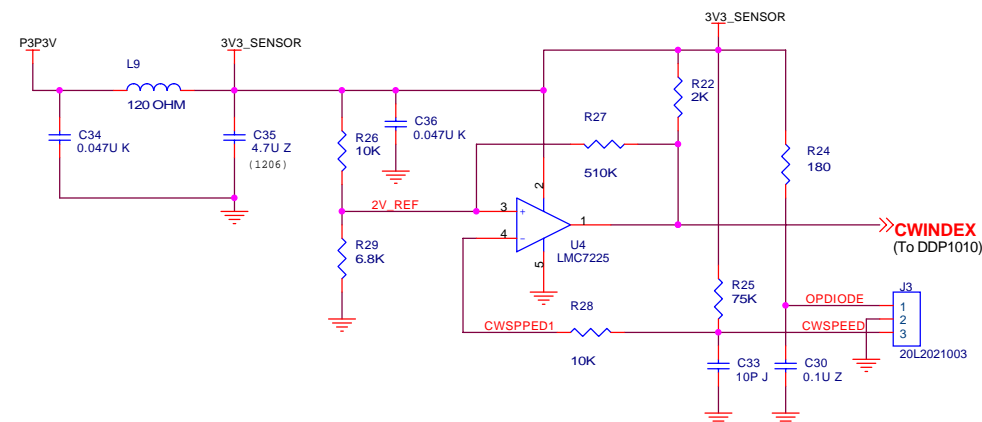 P3P3V
3V3_SENSOR
3V3_SENSOR
L9
120 OHM
C34
0.047U K
C35
4.7U Z
(1206)
R26
10K
C36
0.047U K
R27
510K
R22
2K
R24
180
2V_REF
2
3
+
4
-
1
5
U4
LMC7225
CWINDEX
(To DDP1010)
R29
6.8K
R25
75K
R28
10K
CWSPPED1
OPDIODE
CWSPEED
J3
1
2
3
20L2021003
C33
10P J
C30
0.1U Z